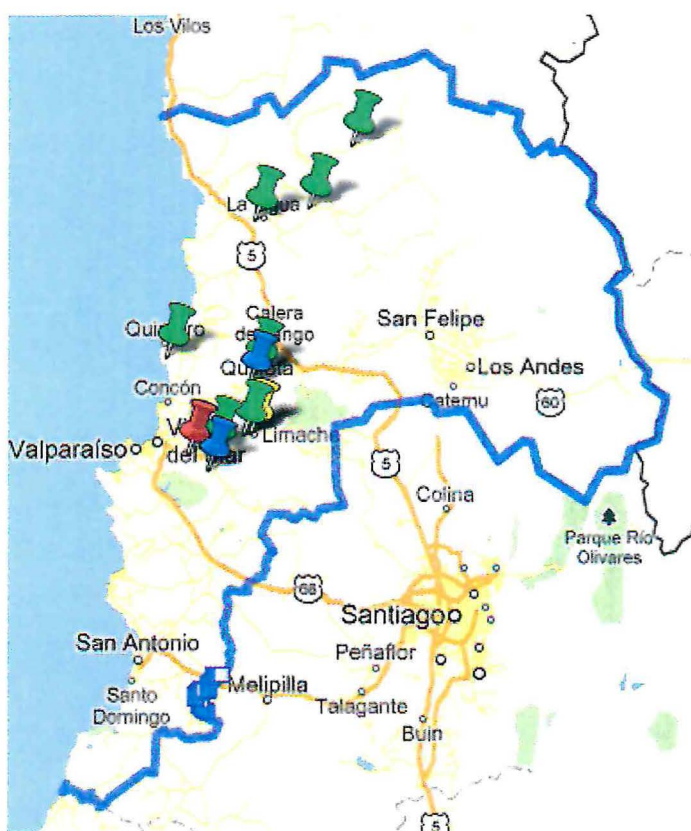 Los Vilos
5
San Felipe
Los Andes
Concón
Catemu
60
Limache
Valparaíso
5
Colina
Parque Río
Olivares
68
Santiago
San Antonio
Peñaflor
Melipilla
Santo
Domingo
Talagante
Buin
5